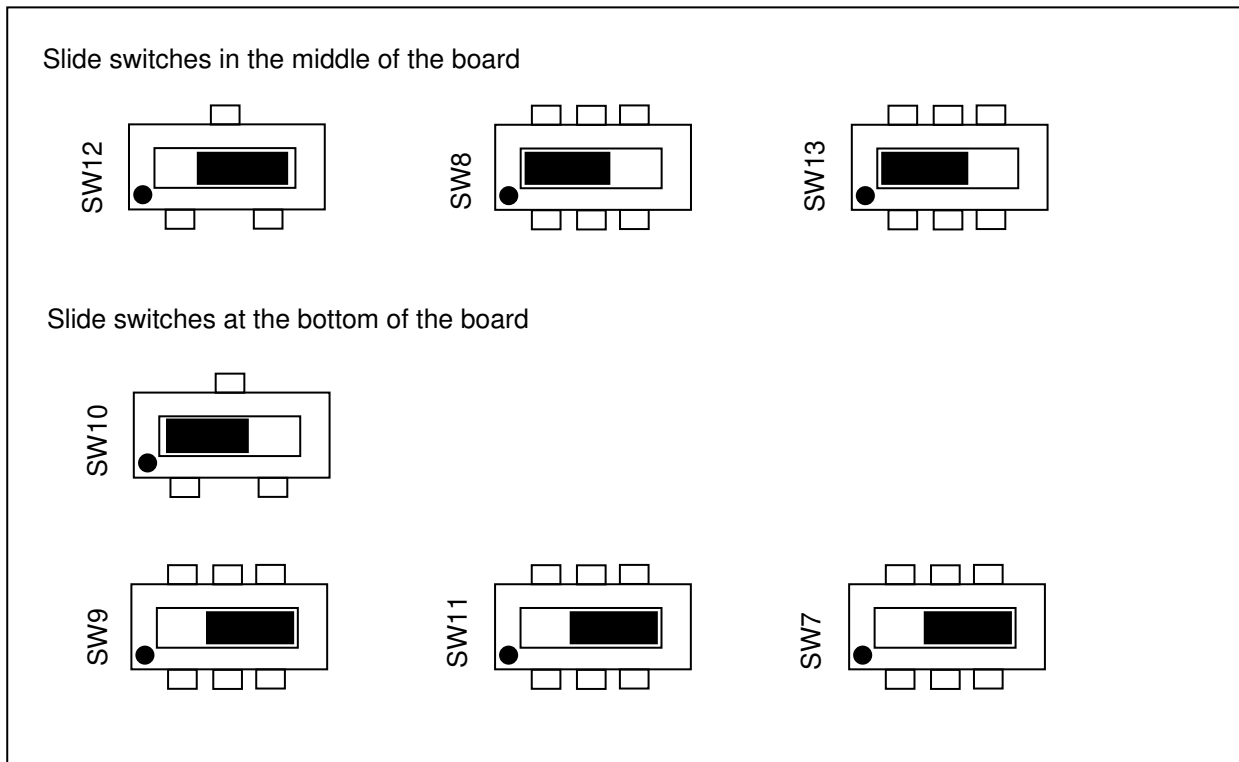 Slide switches in the middle of the board
SW12
SW8
SW13
Slide switches at the bottom of the board
SW10
SW9
SW11
SW7